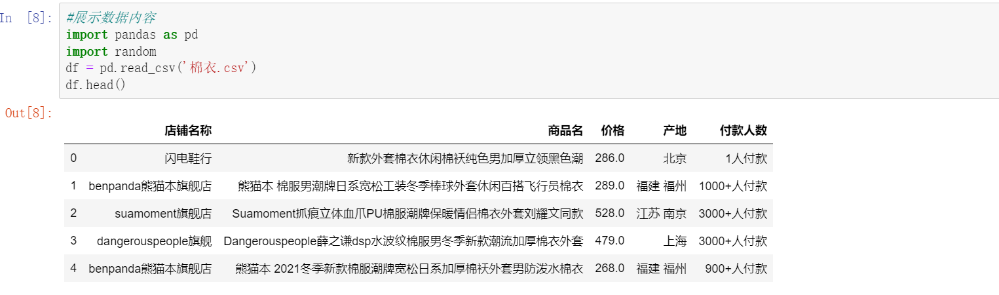 In [8]:
#展示数据内容
import pandas as pd
import random
df = pd.read_csv('棉衣.csv')
df.head()
Out[8]:
店铺名称 商品名 价格 产地 付款人数
0 闪电鞋行 新款外套棉衣休闲棉袄纯色男加厚立领黑色潮 286.0 北京 1人付款
1 benpanda熊猫本旗舰店 熊猫本 棉服男潮牌日系宽松工装冬季棒球外套休闲百搭飞行员棉衣 289.0 福建 福州 1000+人付款
2 suamoment旗舰店 Suamoment抓痕立体血爪PU棉服潮牌保暖情侣棉衣外套刘耀文同款 528.0 江苏 南京 3000+人付款
3 dangerouspeople旗舰 Dangerouspeople薛之谦dsp水波纹棉服男冬季新款潮流加厚棉衣外套 479.0 上海 3000+人付款
4 benpanda熊猫本旗舰店 熊猫本 2021冬季新款棉服潮牌宽松日系加厚棉袄外套男防泼水棉衣 268.0 福建 福州 900+人付款